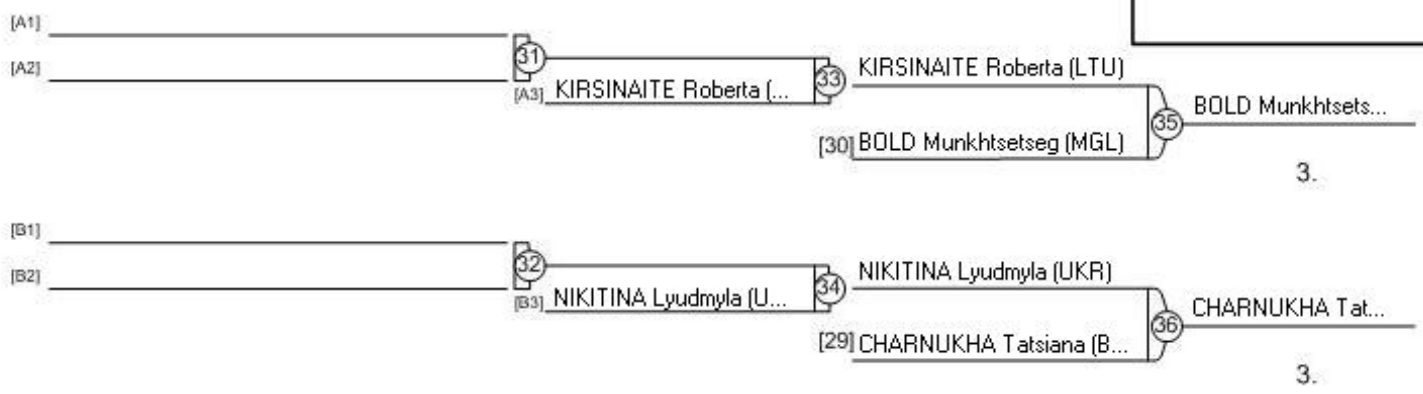 [A1]
[A2]
31
[A3] KIRSINAITE Roberta (...
33
KIRSINAITE Roberta (LTU)
[30] BOLD Munkhtsetseg (MGL)
35
BOLD Munkhtsets...
3.
[B1]
[B2]
32
[B3] NIKITINA Lyudmyla (U...
34
NIKITINA Lyudmyla (UKR)
[29] CHARNUKHA Tatsiana (B...
36
CHARNUKHA Tat...
3.